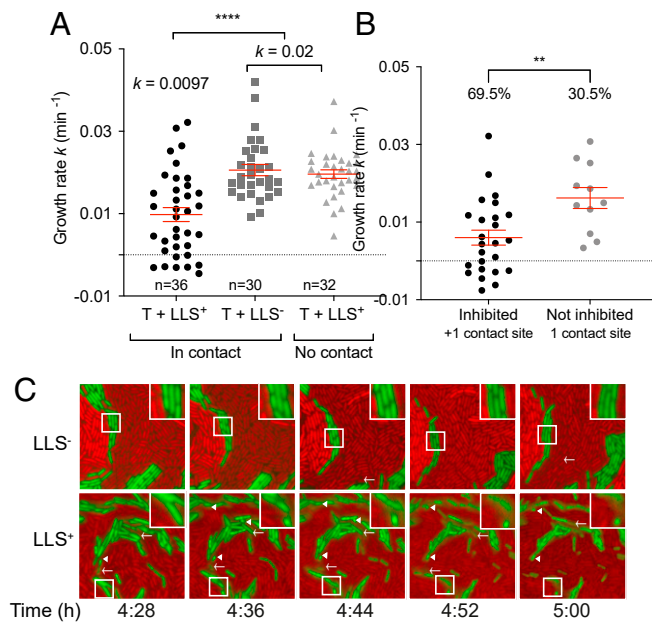 A
****
k = 0.02
k = 0.0097
Growth rate k (min -1)
0.05
0.03
0.01
-0.01
n=36
n=30
n=32
T + LLS+
T + LLS-
T + LLS+
In contact
No contact
B
**
69.5%
30.5%
Growth rate k (min -1)
0.05
0.03
0.01
-0.01
Inhibited
+1 contact site
Not inhibited
1 contact site
C
LLS-
LLS+
Time (h)
4:28
4:36
4:44
4:52
5:00